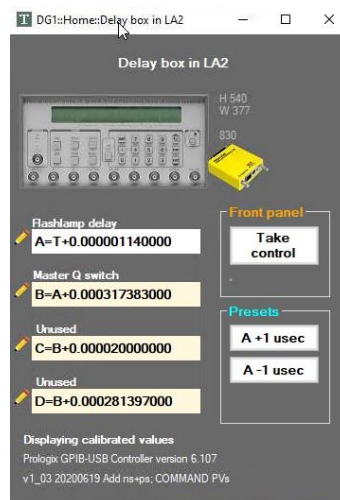 T DG1::Home::Delay box in LA2
Delay box in LA2
H 540
W 377
830
Flashlamp delay
A=T+0.000001140000
Master Q switch
B=A+0.000317383000
Unused
C=B+0.000020000000
Unused
D=B+0.000281397000
Front panel
Take
control
Presets
A +1 usec
A -1 usec
Displaying calibrated values
Prologix GPIB-USB Controller version 6.107
v1_03 20200619 Add ns+ps; COMMAND PVs